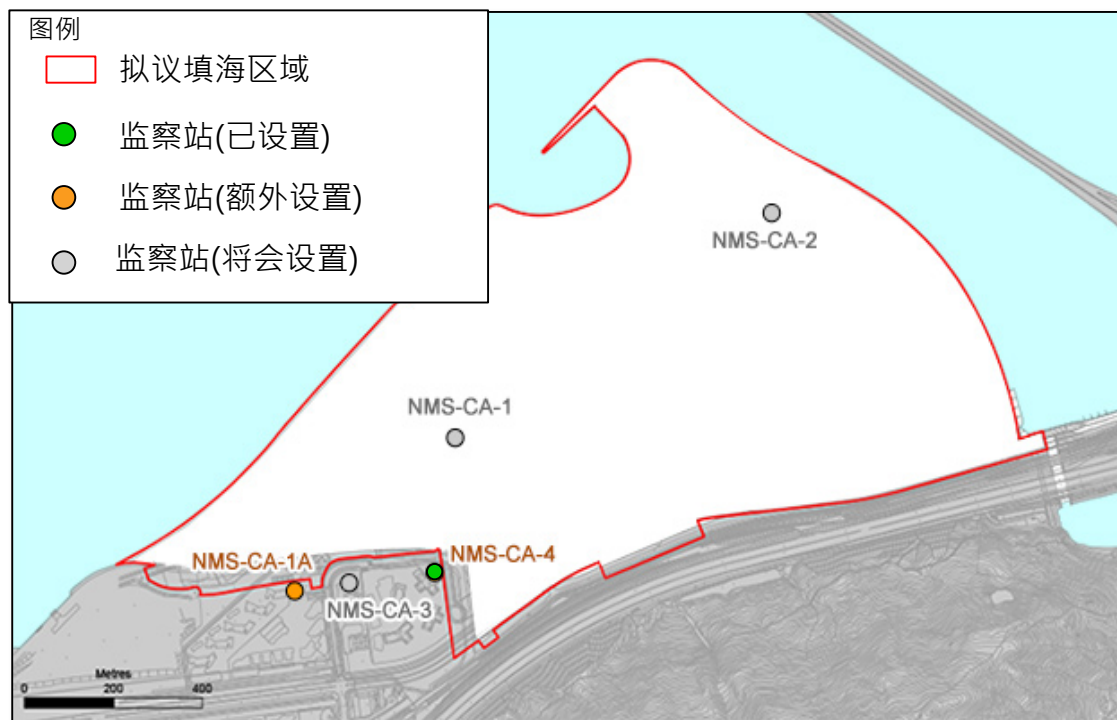 图例
拟议填海区域
监察站(已设置)
监察站(额外设置)
监察站(将会设置)
NMS-CA-2
NMS-CA-1
NMS-CA-1A
NMS-CA-4
NMS-CA-3
Metres
0 200 400